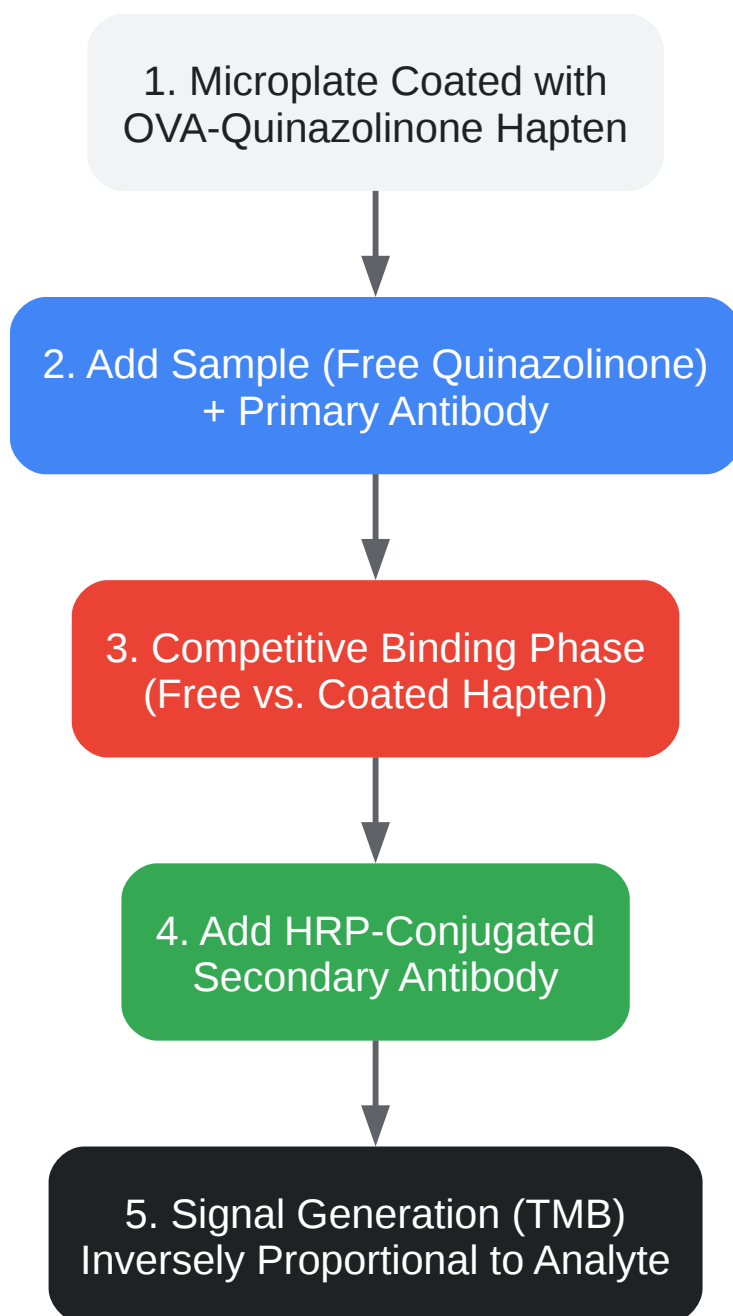 1. Microplate Coated with
OVA-Quinazolinone Hapten
2. Add Sample (Free Quinazolinone)
+ Primary Antibody
3. Competitive Binding Phase
(Free vs. Coated Hapten)
4. Add HRP-Conjugated
Secondary Antibody
5. Signal Generation (TMB)
Inversely Proportional to Analyte